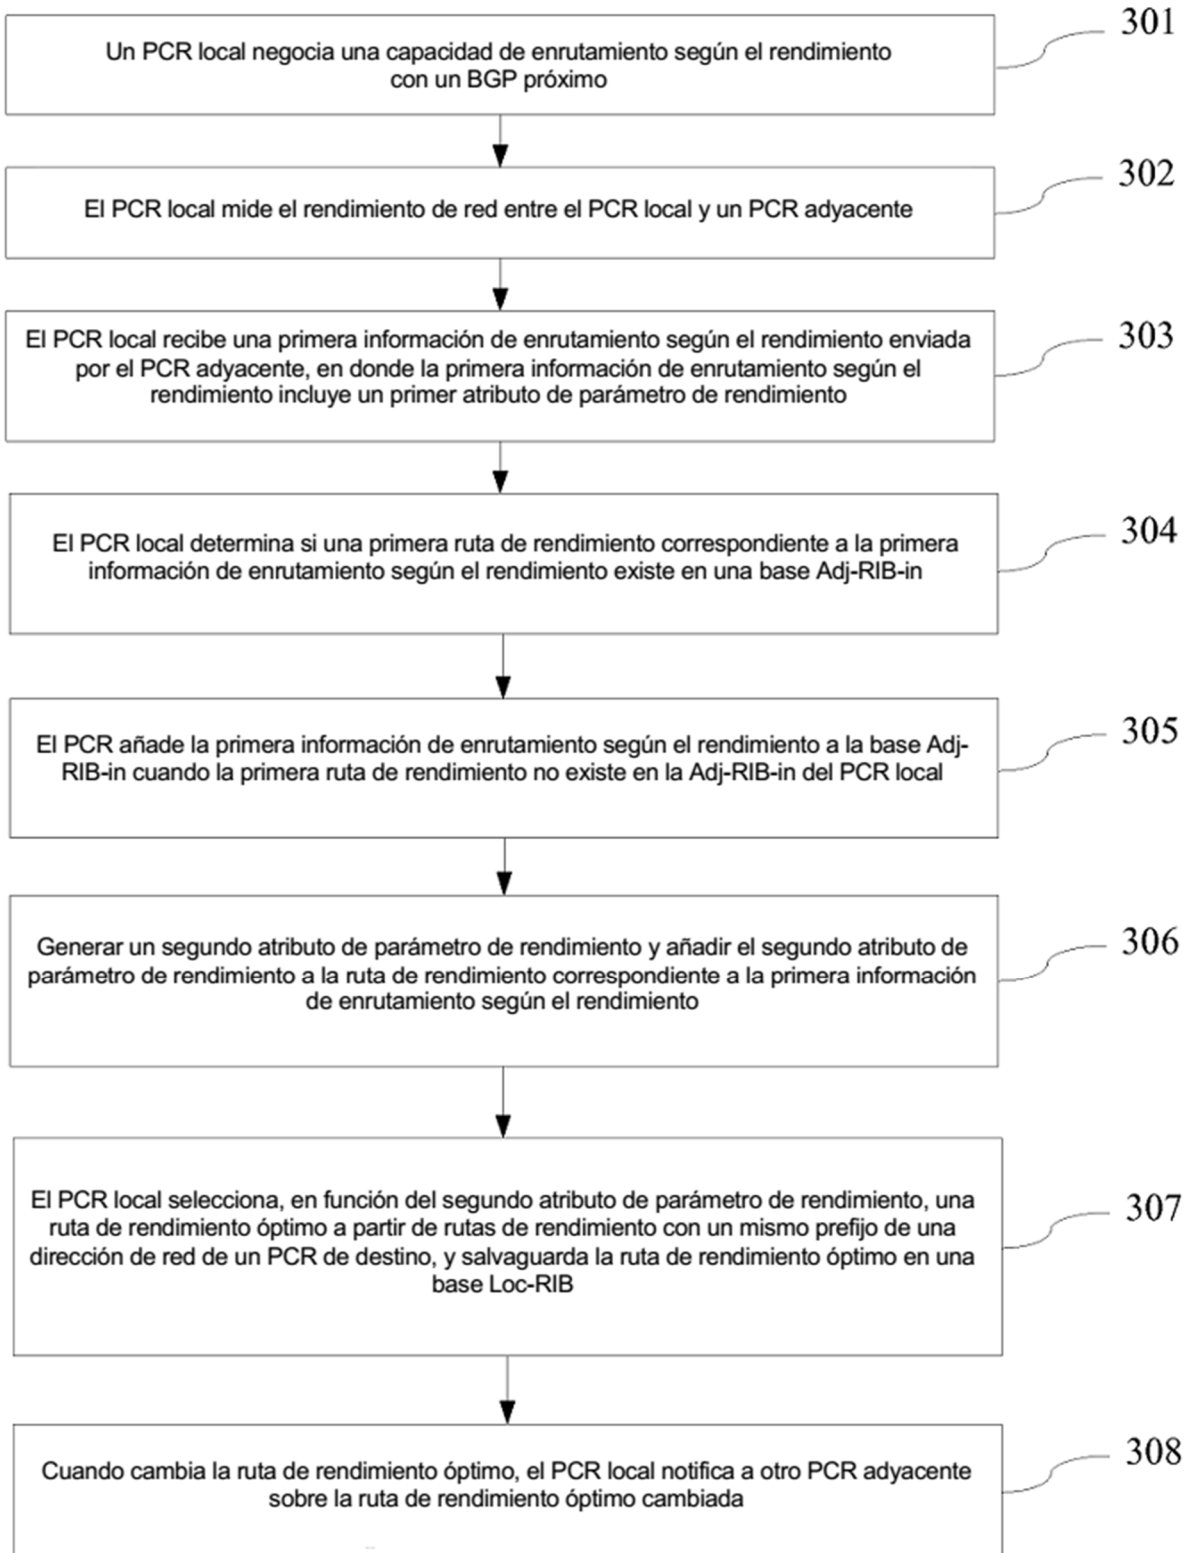 Un PCR local negocia una capacidad de enrutamiento según el rendimiento
con un BGP próximo
301
El PCR local mide el rendimiento de red entre el PCR local y un PCR adyacente
302
El PCR local recibe una primera información de enrutamiento según el rendimiento enviada
por el PCR adyacente, en donde la primera información de enrutamiento según el
rendimiento incluye un primer atributo de parámetro de rendimiento
303
El PCR local determina si una primera ruta de rendimiento correspondiente a la primera
información de enrutamiento según el rendimiento existe en una base Adj-RIB-in
304
El PCR añade la primera información de enrutamiento según el rendimiento a la base Adj-
RIB-in cuando la primera ruta de rendimiento no existe en la Adj-RIB-in del PCR local
305
Generar un segundo atributo de parámetro de rendimiento y añadir el segundo atributo de
parámetro de rendimiento a la ruta de rendimiento correspondiente a la primera información
de enrutamiento según el rendimiento
306
El PCR local selecciona, en función del segundo atributo de parámetro de rendimiento, una
ruta de rendimiento óptimo a partir de rutas de rendimiento con un mismo prefijo de una
dirección de red de un PCR de destino, y salvaguarda la ruta de rendimiento óptimo en una
base Loc-RIB
307
Cuando cambia la ruta de rendimiento óptimo, el PCR local notifica a otro PCR adyacente
sobre la ruta de rendimiento óptimo cambiada
308